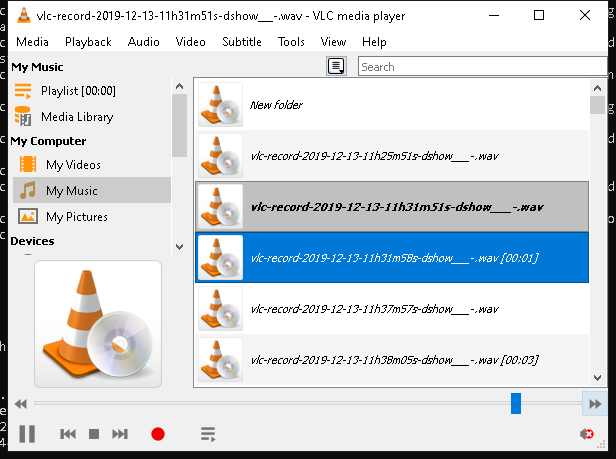 vlc-record-2019-12-13-11h31m51s-dshow___-.wav - VLC media player
Media Playback Audio Video Subtitle Tools View Help
My Music
Search
Playlist [00:00]
Media Library
My Computer
My Videos
My Music
My Pictures
Devices
New folder
vlc-record-2019-12-13-11h25m51s-dshow___-.wav
vlc-record-2019-12-13-11h31m51s-dshow___-.wav
vlc-record-2019-12-13-11h31m58s-dshow___-.wav [00:01]
vlc-record-2019-12-13-11h37m57s-dshow___-.wav
vlc-record-2019-12-13-11h38m05s-dshow___-.wav [00:03]